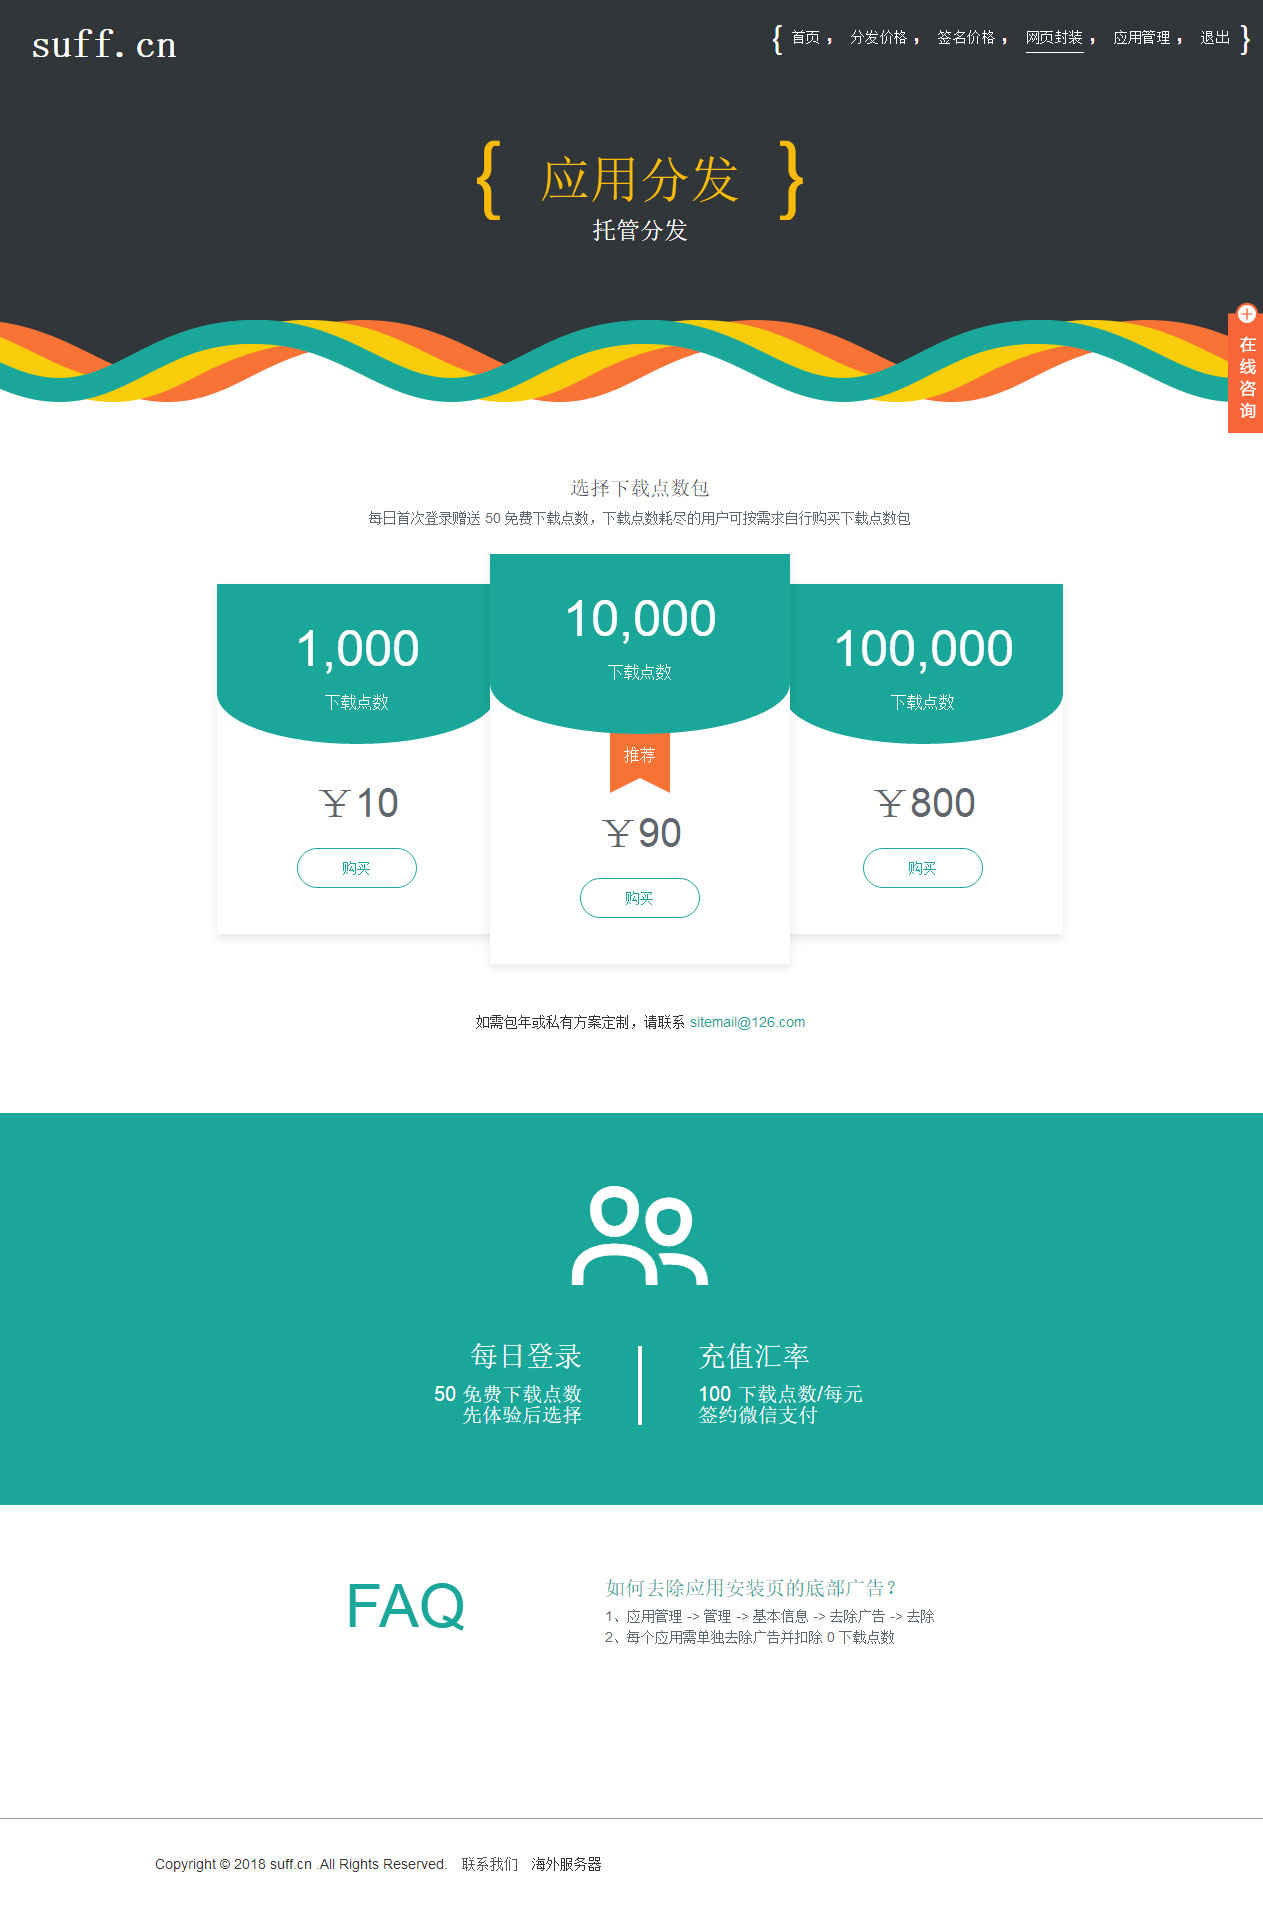 suff.cn
{ 首页 , 分发价格 , 签名价格 , 网页封装 , 应用管理 , 退出 }
{ 应用分发 }
托管分发
在线咨询
选择下载点数包
每日首次登录赠送 50 免费下载点数，下载点数耗尽的用户可按需求自行购买下载点数包
1,000
下载点数
¥10
购买
10,000
下载点数
推荐
¥90
购买
100,000
下载点数
¥800
购买
如需包年或私有方案定制，请联系 sitemail@126.com
每日登录
50 免费下载点数
先体验后选择
充值汇率
100 下载点数/每元
签约微信支付
FAQ
如何去除应用安装页的底部广告？
1、应用管理 -> 管理 -> 基本信息 -> 去除广告 -> 去除
2、每个应用需单独去除广告并扣除 0 下载点数
Copyright © 2018 suff.cn .All Rights Reserved. 联系我们 海外服务器